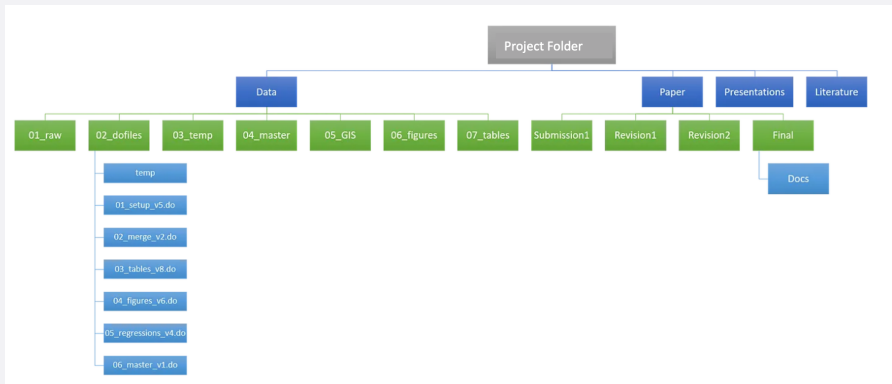 Project Folder
Data
Paper
Presentations
Literature
01_raw
02_dofiles
03_temp
04_master
05_GIS
06_figures
07_tables
Submission1
Revision1
Revision2
Final
temp
Docs
01_setup_v5.do
02_merge_v2.do
03_tables_v8.do
04_figures_v6.do
05_regressions_v4.do
06_master_v1.do